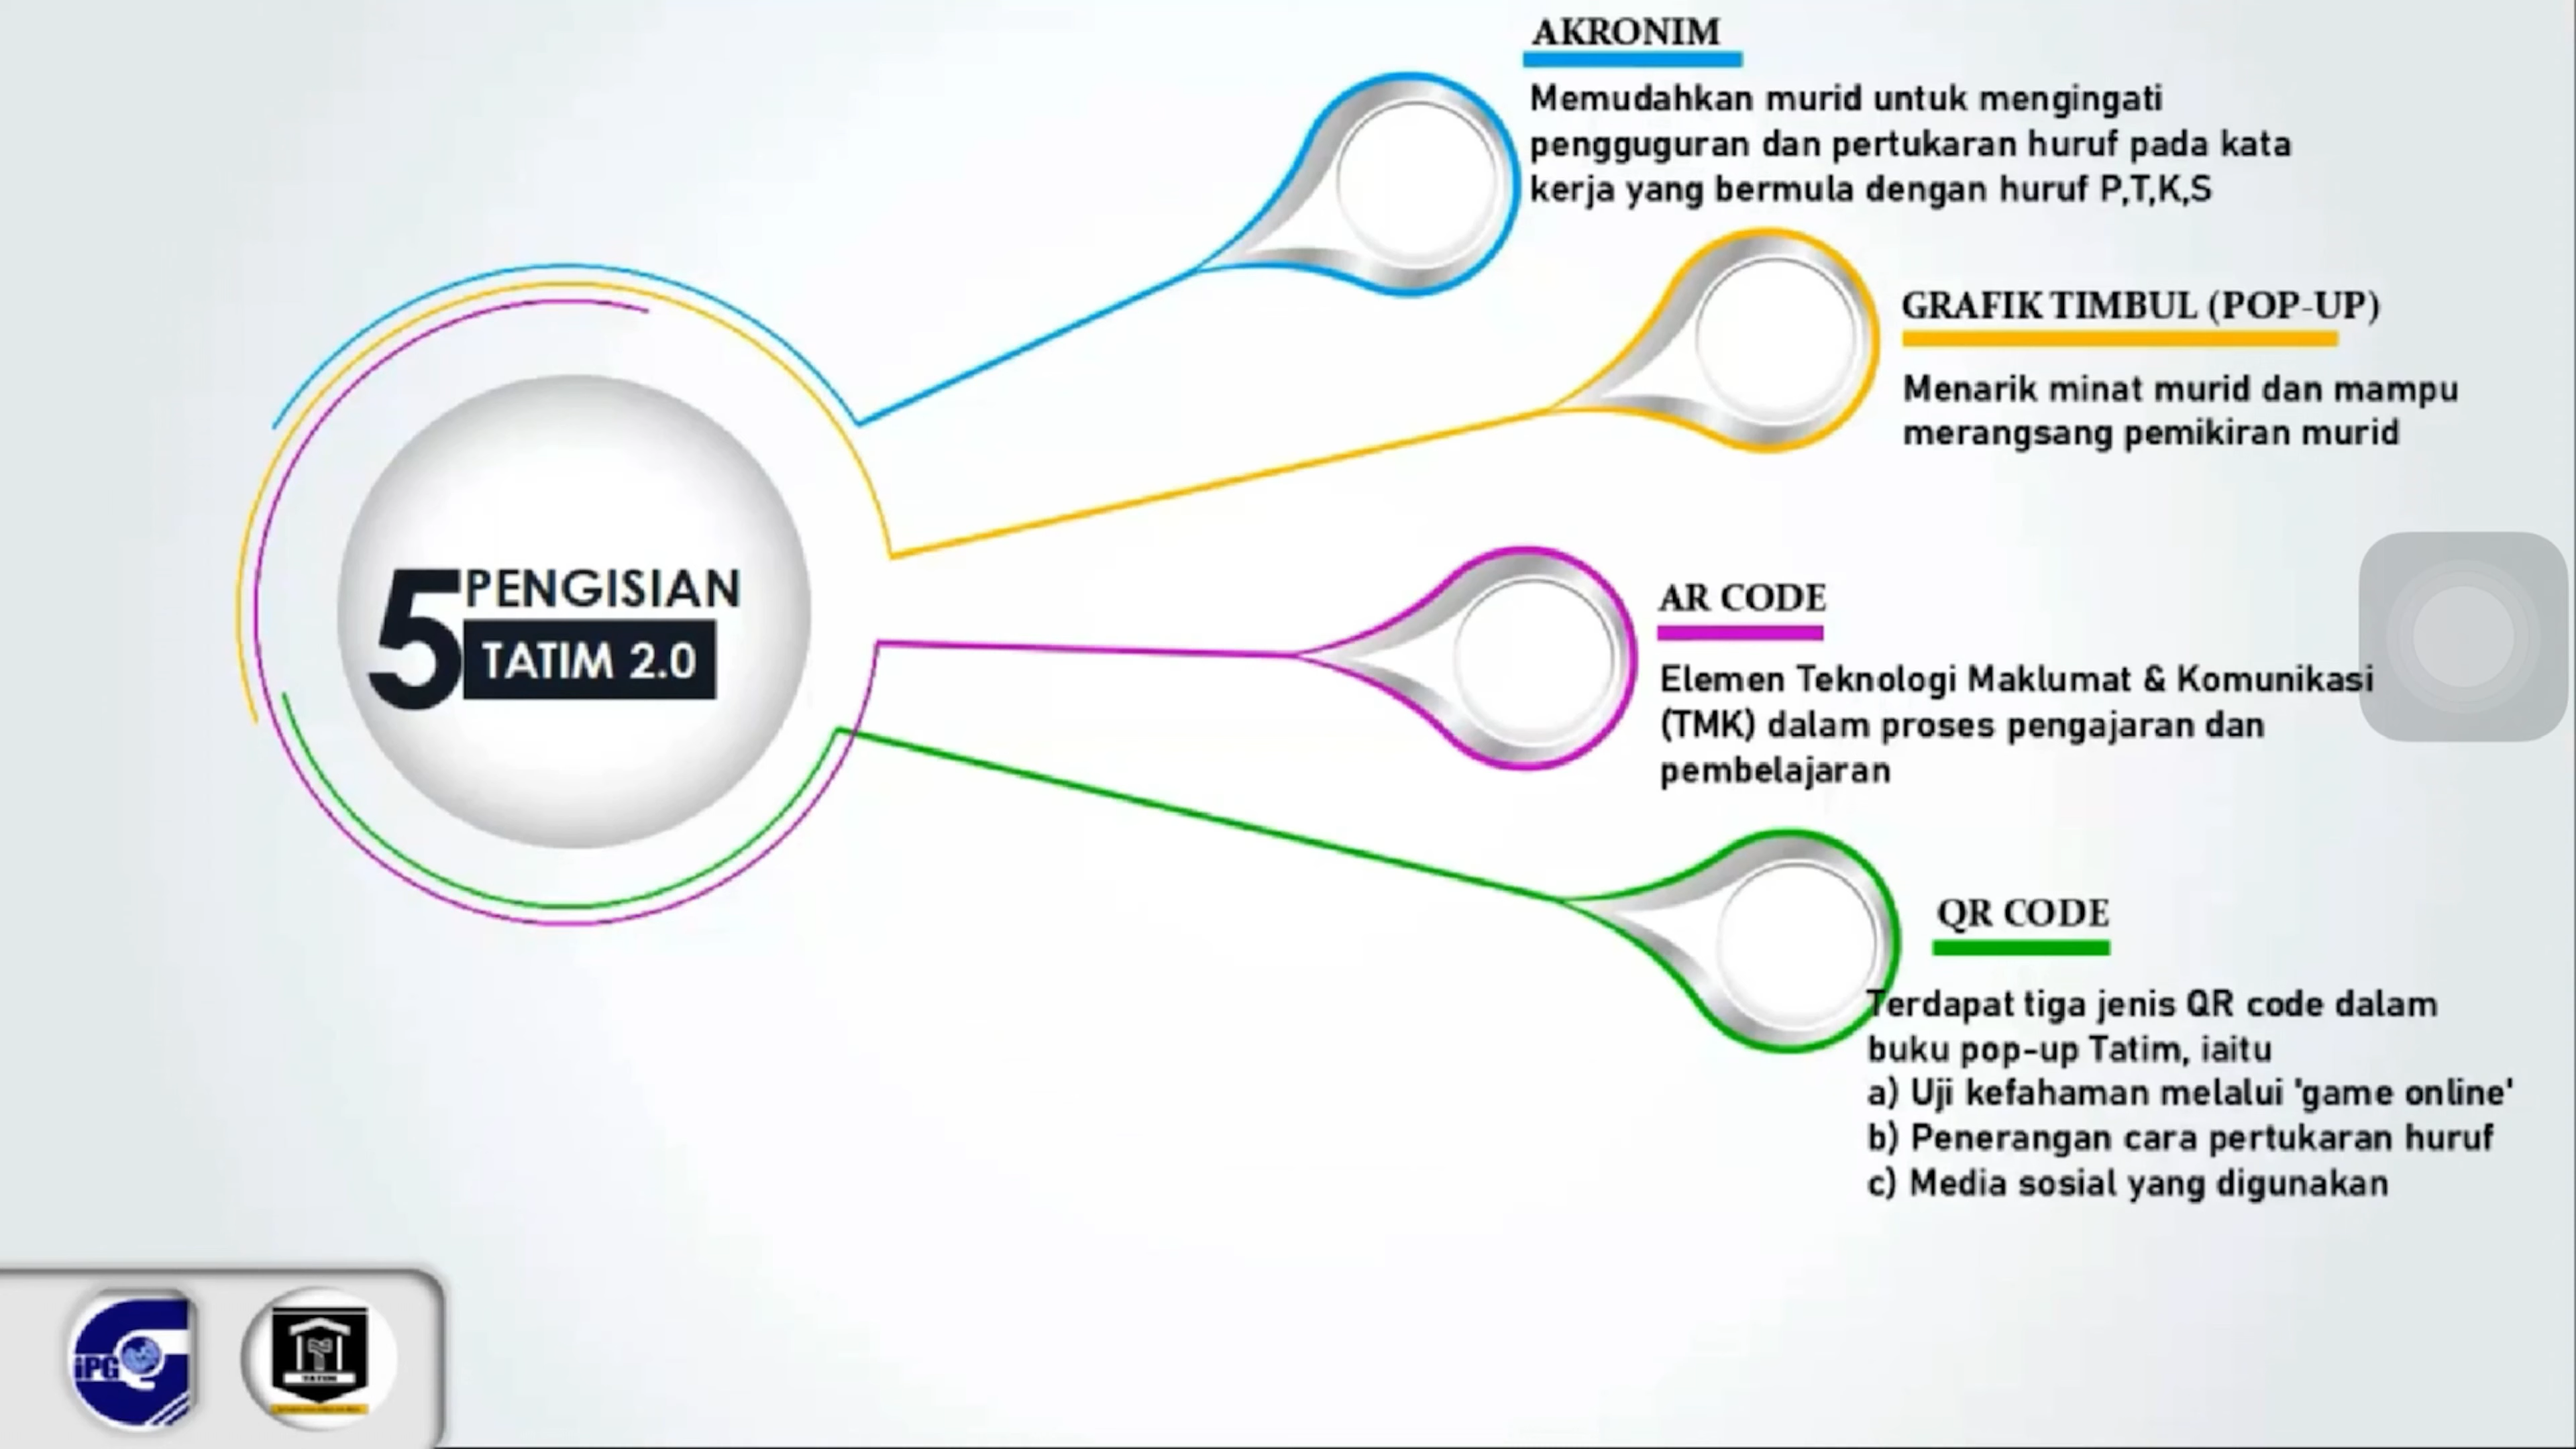 AKRONIM
Memudahkan murid untuk mengingati
pengguguran dan pertukaran huruf pada kata
kerja yang bermula dengan huruf P,T,K,S
GRAFIK TIMBUL (POP-UP)
Menarik minat murid dan mampu
merangsang pemikiran murid
5 PENGISIAN
TATIM 2.0
AR CODE
Elemen Teknologi Maklumat & Komunikasi
(TMK) dalam proses pengajaran dan
pembelajaran
QR CODE
Terdapat tiga jenis QR code dalam
buku pop-up Tatim, iaitu
a) Uji kefahaman melalui 'game online'
b) Penerangan cara pertukaran huruf
c) Media sosial yang digunakan
iPG
TATIM